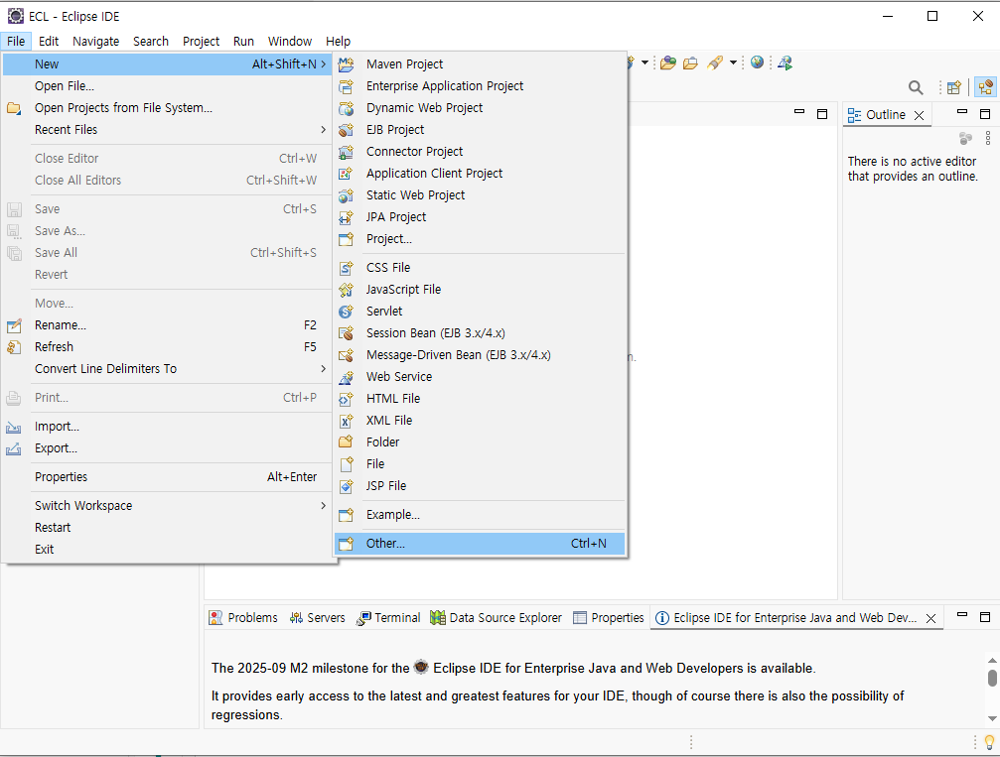 ECL - Eclipse IDE
File Edit Navigate Search Project Run Window Help
New Alt+Shift+N
Open File...
Open Projects from File System...
Recent Files
Close Editor Ctrl+W
Close All Editors Ctrl+Shift+W
Save Ctrl+S
Save As...
Save All Ctrl+Shift+S
Revert
Move...
Rename... F2
Refresh F5
Convert Line Delimiters To
Print... Ctrl+P
Import...
Export...
Properties Alt+Enter
Switch Workspace
Restart
Exit
Maven Project
Enterprise Application Project
Dynamic Web Project
EJB Project
Connector Project
Application Client Project
Static Web Project
JPA Project
Project...
CSS File
JavaScript File
Servlet
Session Bean (EJB 3.x/4.x)
Message-Driven Bean (EJB 3.x/4.x)
Web Service
HTML File
XML File
Folder
File
JSP File
Example...
Other... Ctrl+N
Outline
There is no active editor
that provides an outline.
Problems Servers Terminal Data Source Explorer Properties Eclipse IDE for Enterprise Java and Web Dev...
The 2025-09 M2 milestone for the Eclipse IDE for Enterprise Java and Web Developers is available.
It provides early access to the latest and greatest features for your IDE, though of course there is also the possibility of
regressions.